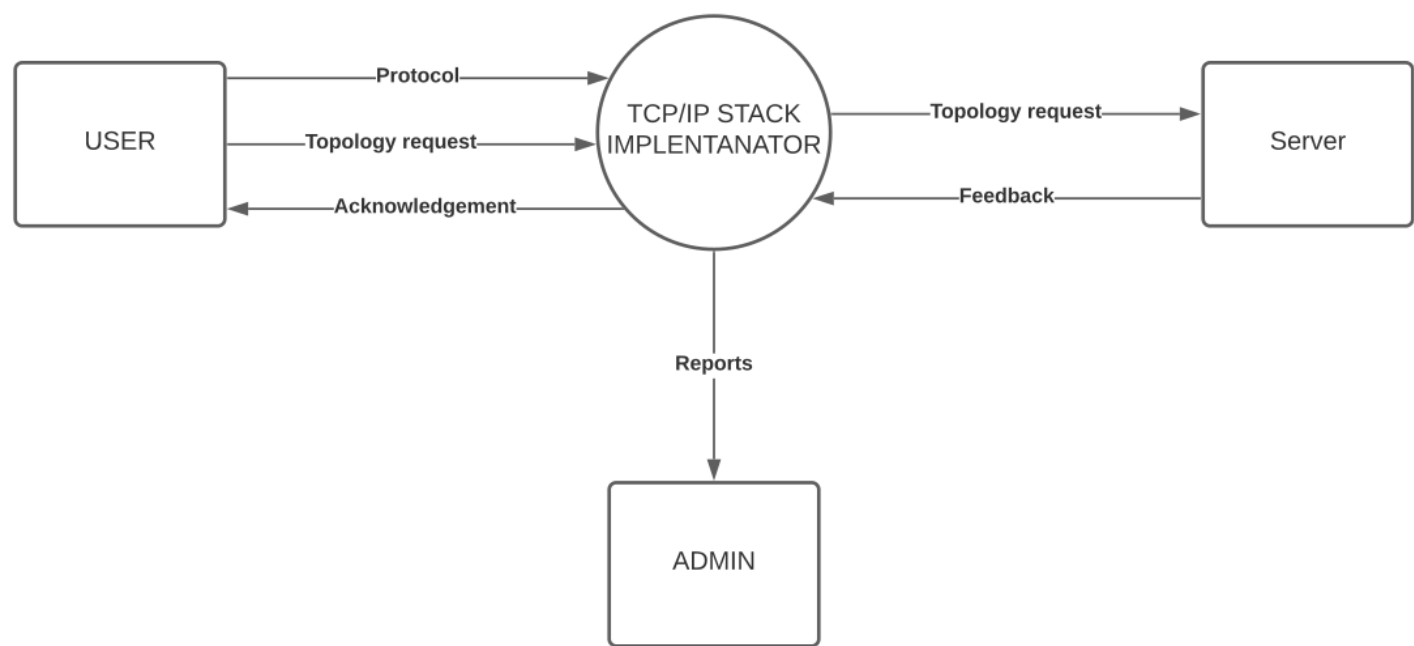 Protocol
TCP/IP STACK
IMPLENTANATOR
USER
Topology request
Acknowledgement
Topology request
Server
Feedback
Reports
ADMIN